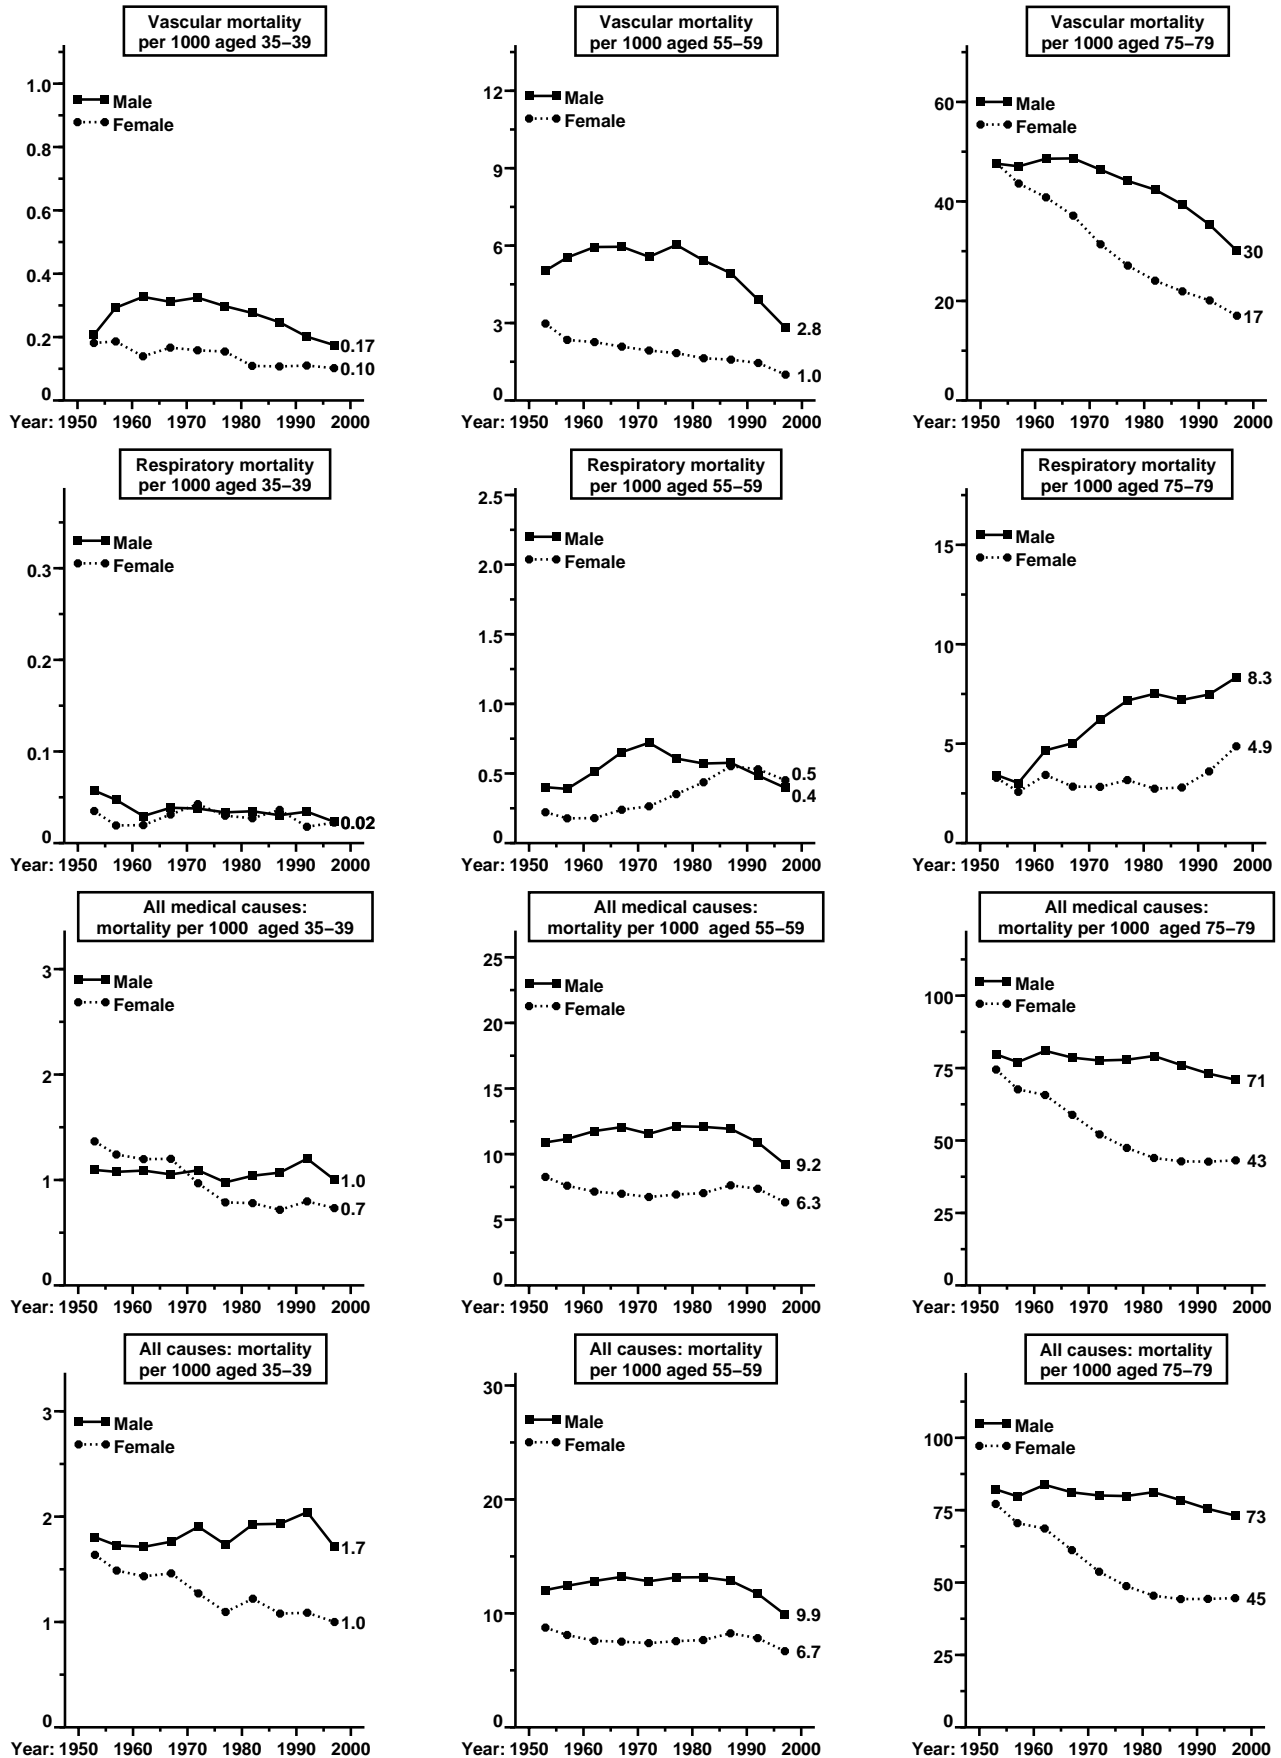 Vascular mortality
per 1000 aged 35–39
1.0
0.8
0.6
0.4
0.2
0
Male
Female
0.17
0.10
Year: 1950 1960 1970 1980 1990 2000
Vascular mortality
per 1000 aged 55–59
12
9
6
3
0
Male
Female
2.8
1.0
Year: 1950 1960 1970 1980 1990 2000
Vascular mortality
per 1000 aged 75–79
60
40
20
0
Male
Female
30
17
Year: 1950 1960 1970 1980 1990 2000
Respiratory mortality
per 1000 aged 35–39
0.3
0.2
0.1
0
Male
Female
0.02
Year: 1950 1960 1970 1980 1990 2000
Respiratory mortality
per 1000 aged 55–59
2.5
2.0
1.5
1.0
0.5
0
Male
Female
0.5
0.4
Year: 1950 1960 1970 1980 1990 2000
Respiratory mortality
per 1000 aged 75–79
15
10
5
0
Male
Female
8.3
4.9
Year: 1950 1960 1970 1980 1990 2000
All medical causes:
mortality per 1000 aged 35–39
3
2
1
0
Male
Female
1.0
0.7
Year: 1950 1960 1970 1980 1990 2000
All medical causes:
mortality per 1000 aged 55–59
25
20
15
10
5
0
Male
Female
9.2
6.3
Year: 1950 1960 1970 1980 1990 2000
All medical causes:
mortality per 1000 aged 75–79
100
75
50
25
0
Male
Female
71
43
Year: 1950 1960 1970 1980 1990 2000
All causes: mortality
per 1000 aged 35–39
3
2
1
0
Male
Female
1.7
1.0
Year: 1950 1960 1970 1980 1990 2000
All causes: mortality
per 1000 aged 55–59
30
20
10
0
Male
Female
9.9
6.7
Year: 1950 1960 1970 1980 1990 2000
All causes: mortality
per 1000 aged 75–79
100
75
50
25
0
Male
Female
73
45
Year: 1950 1960 1970 1980 1990 2000